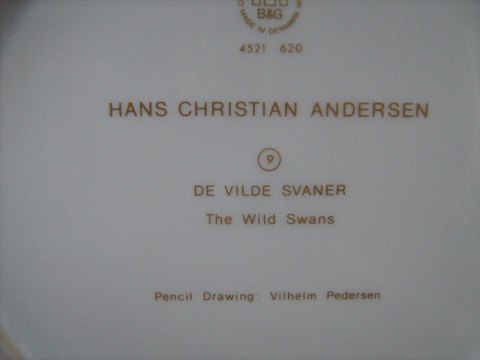 B&G
MADE IN DENMARK
4521 620
HANS CHRISTIAN ANDERSEN
9
DE VILDE SVANER
The Wild Swans
Pencil Drawing: Vilhelm Pedersen